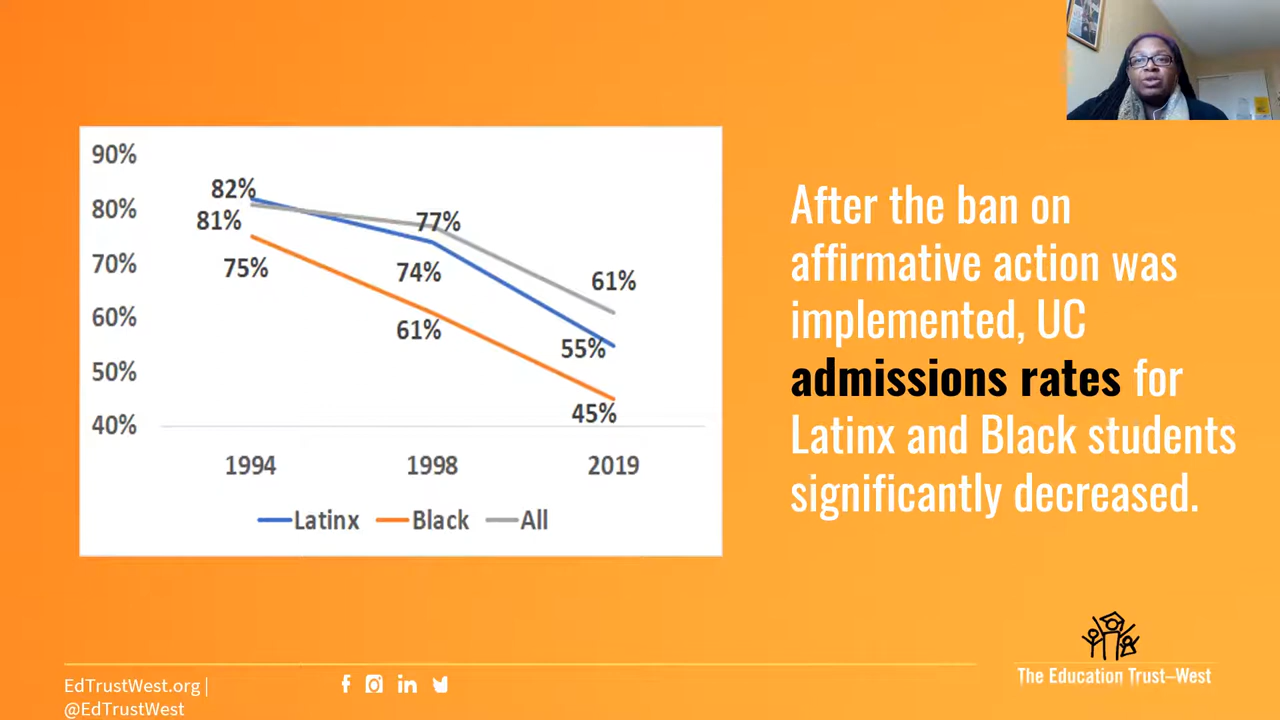 90%
80%
70%
60%
50%
40%
82%
81%
75%
77%
74%
61%
61%
55%
45%
1994 1998 2019
Latinx Black All
After the ban on
affirmative action was
implemented, UC
admissions rates for
Latinx and Black students
significantly decreased.
EdTrustWest.org |
@EdTrustWest
The Education Trust–West